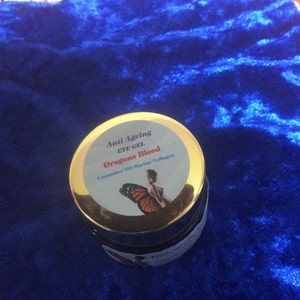 Anti Ageing
EYE GEL
Dragons Blood
Cucumber Oil Marine Collagen